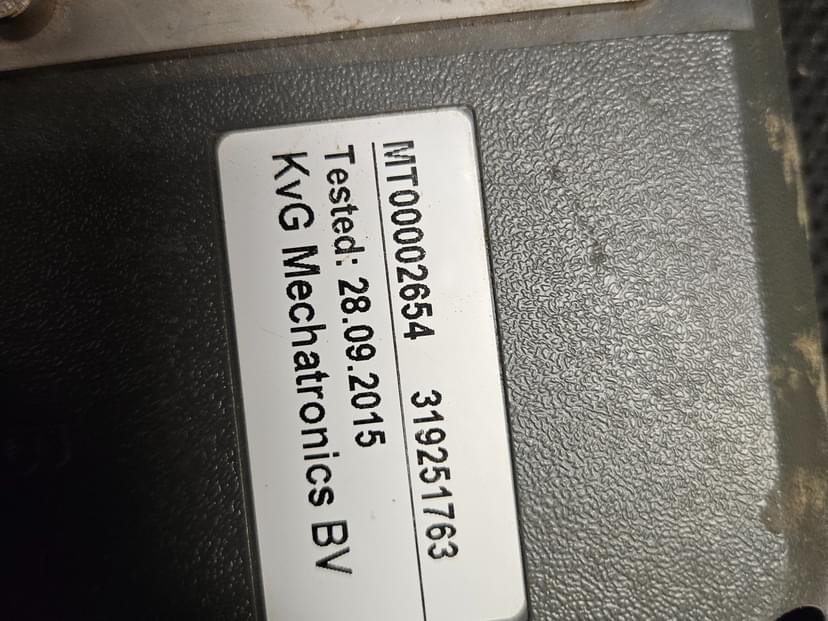 MT00002654 319251763
Tested: 28.09.2015
KvG Mechatronics BV